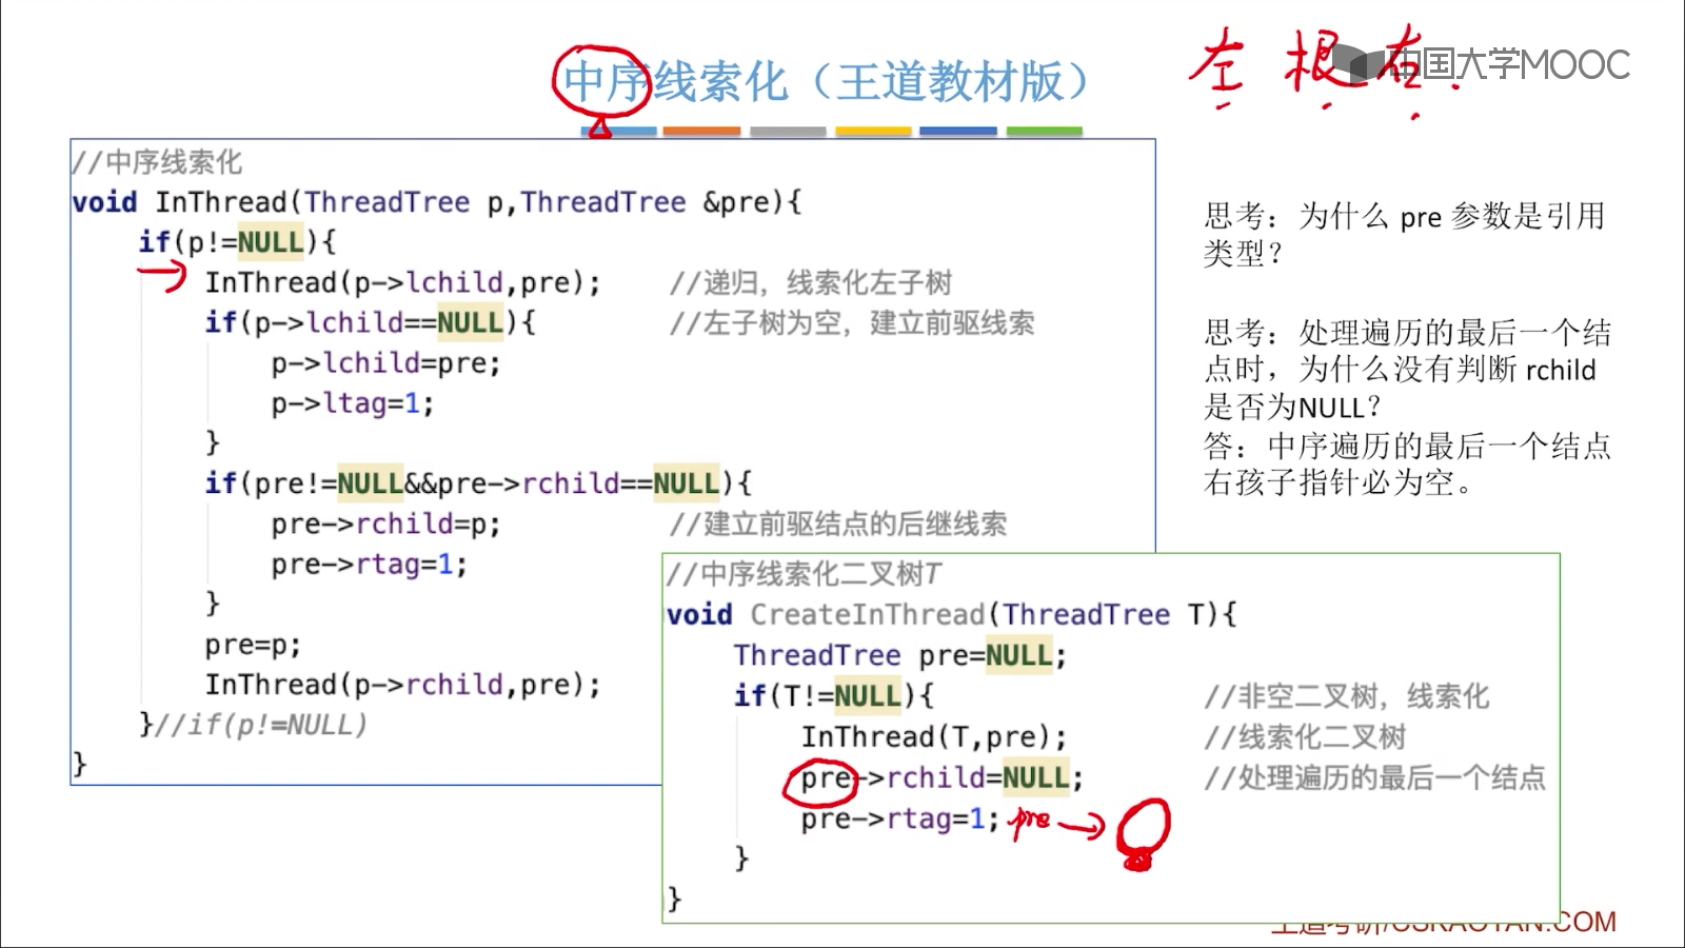 左 根 右
中国大学MOOC
中序线索化（王道教材版）
//中序线索化
void InThread(ThreadTree p,ThreadTree &pre){
if(p!=NULL){
InThread(p->lchild,pre); //递归，线索化左子树
if(p->lchild==NULL){ //左子树为空，建立前驱线索
p->lchild=pre;
p->ltag=1;
}
if(pre!=NULL&&pre->rchild==NULL){
pre->rchild=p; //建立前驱结点的后继线索
pre->rtag=1;
}
pre=p;
InThread(p->rchild,pre);
}//if(p!=NULL)
}
思考：为什么 pre 参数是引用
类型？
思考：处理遍历的最后一个结
点时，为什么没有判断 rchild
是否为NULL？
答：中序遍历的最后一个结点
右孩子指针必为空。
//中序线索化二叉树T
void CreateInThread(ThreadTree T){
ThreadTree pre=NULL;
if(T!=NULL){ //非空二叉树，线索化
InThread(T,pre); //线索化二叉树
pre->rchild=NULL; //处理遍历的最后一个结点
pre->rtag=1; pre
}
}
王道考研/CSKAOYAN.COM